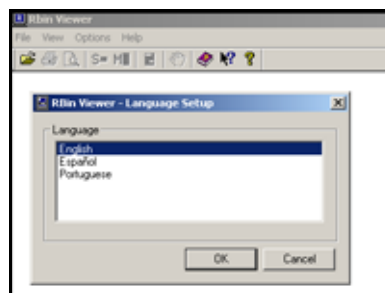 Rbin Viewer
File View Options Help
RBin Viewer - Language Setup
Language
English
Español
Portuguese
OK Cancel